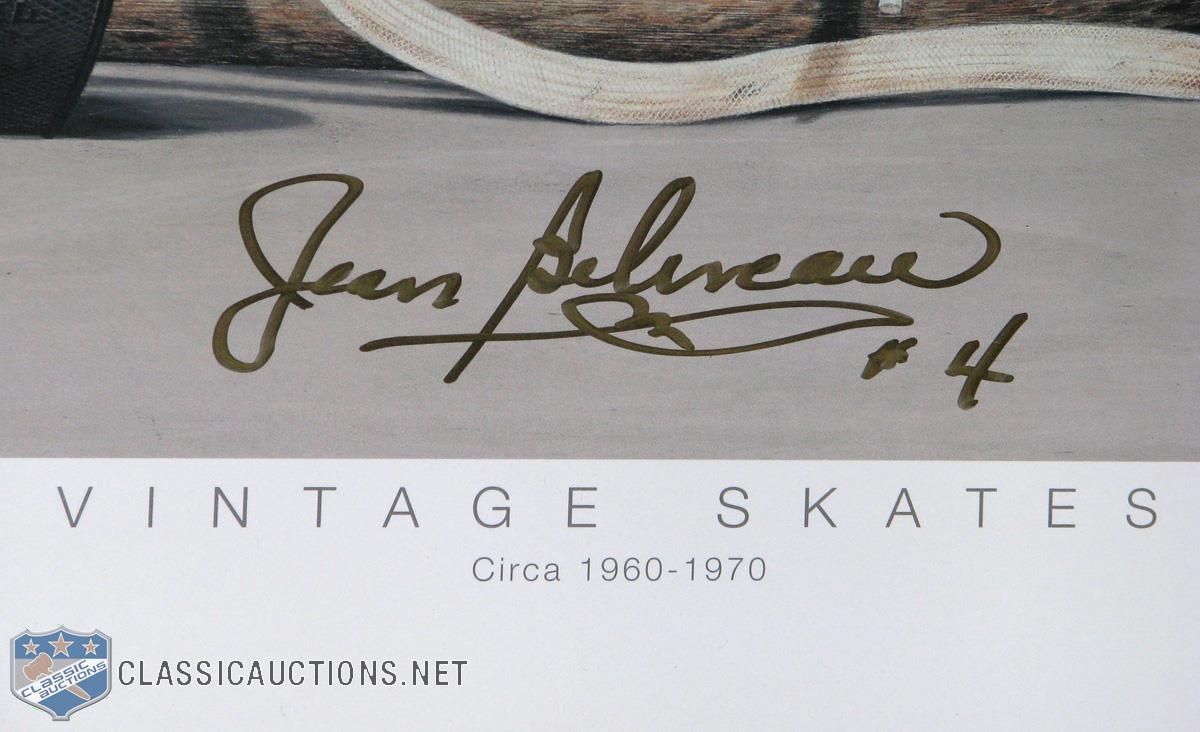 Jean Beliveau
#4
VINTAGE SKATES
Circa 1960-1970
CLASSIC
AUCTIONS
CLASSICAUCTIONS.NET